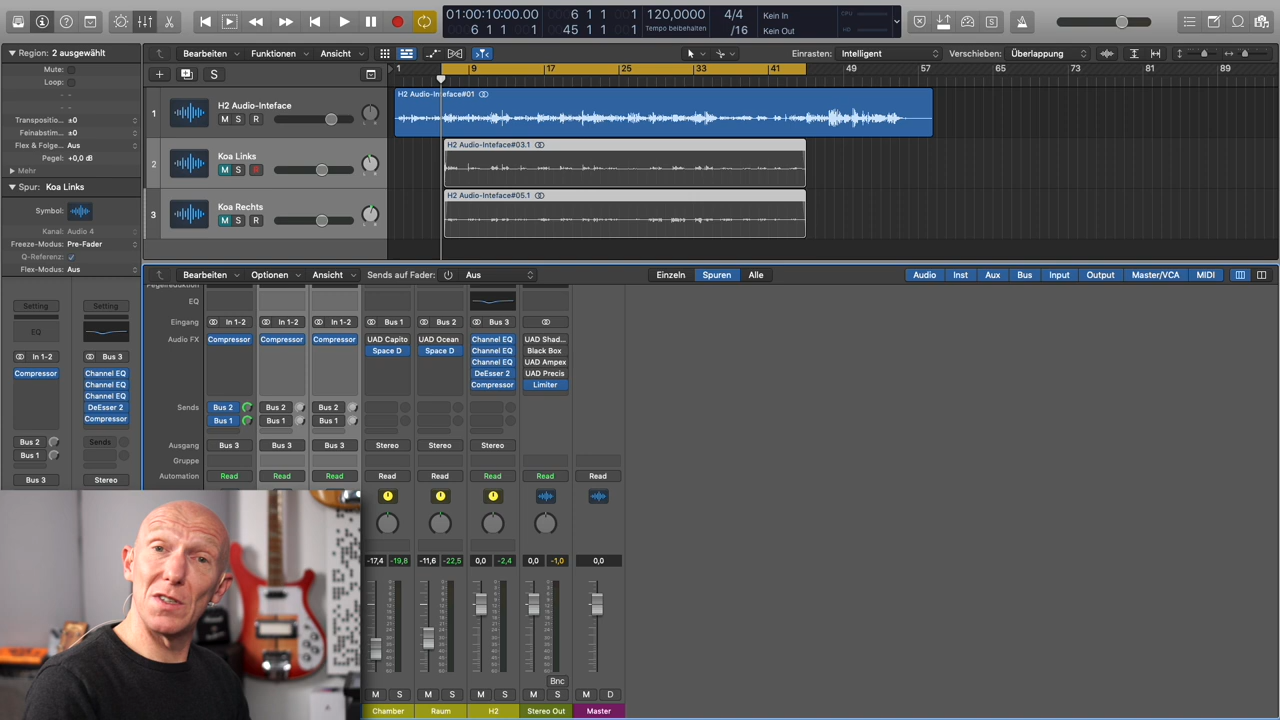 01:00:10:00.00
6 1 1
6 1 1 45 1 1
120,0000
Tempo Beibehalten
4/4
/16
Kein In
Kein Out
CPU
HD
Region: 2 ausgewählt
Mute:
Loop:
Transpositio... ±0
Feinabstim... ±0
Flex & Folge... Aus
Pegel: +0,0 dB
Mehr
Spur: Koa Links
Symbol:
Kanal: Audio 4
Freeze-Modus: Pre-Fader
Q-Referenz:
Flex-Modus: Aus
Bearbeiten Funktionen Ansicht
Einrasten: Intelligent Verschieben: Überlappung
S
1 9 17 25 33 41 49 57 65 73 81 89
1 H2 Audio-Inteface
M S R
H2 Audio-Inteface#01
2 Koa Links
M S R
H2 Audio-Inteface#03.1
3 Koa Rechts
M S R
H2 Audio-Inteface#05.1
Bearbeiten Optionen Ansicht Sends auf Fader: Aus
Einzeln Spuren Alle
Audio Inst Aux Bus Input Output Master/VCA MIDI
Setting Setting
EQ
In 1-2 Bus 3
Compressor Channel EQ
Channel EQ
Channel EQ
DeEsser 2
Compressor
Bus 2 Sends
Bus 1
Bus 3 Stereo
Pegelreduktion
EQ
Eingang In 1-2 In 1-2 In 1-2 Bus 1 Bus 2 Bus 3
Audio FX Compressor Compressor Compressor UAD Capito UAD Ocean Channel EQ UAD Shad...
Space D Space D Channel EQ Black Box
Channel EQ UAD Ampex
DeEsser 2 UAD Precis
Compressor Limiter
Sends Bus 2 Bus 2 Bus 2
Bus 1 Bus 1 Bus 1
Ausgang Bus 3 Bus 3 Bus 3 Stereo Stereo Stereo
Gruppe
Automation Read Read Read Read Read Read Read Read
-17,4 -19,8 -11,6 -22,5 0,0 -2,4 0,0 -1,0 0,0
Bnc
M S M S M S M S M D
Chamber Raum H2 Stereo Out Master